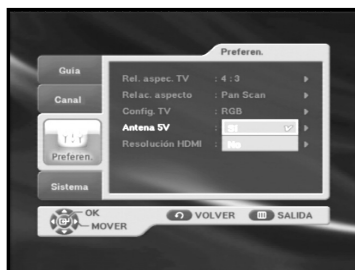 Preferen.
Guía
Canal
Preferen.
Sistema
Rel. aspec. TV : 4 : 3
Relac. aspecto : Pan Scan
Config. TV : RGB
Antena 5V : Sí
Resolución HDMI : No
OK
MOVER
VOLVER
SALIDA